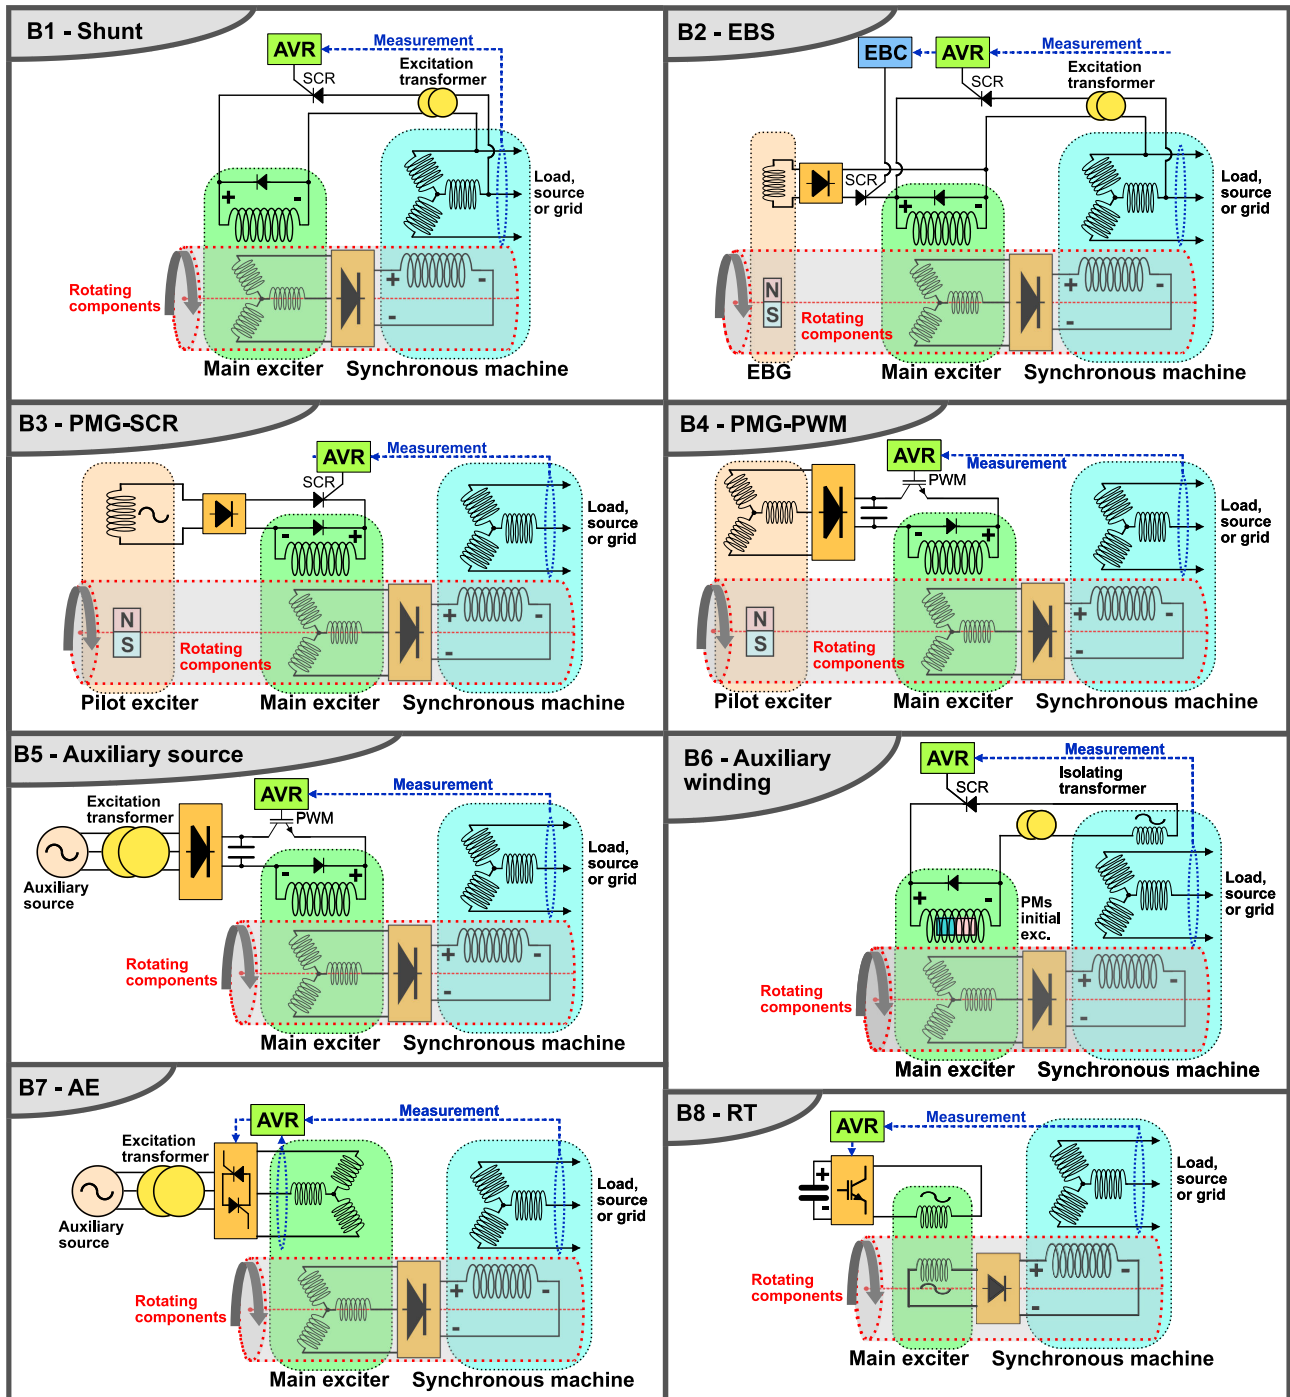 B1 - Shunt
AVR
Measurement
SCR
Excitation
transformer
+
-
Load,
source
or grid
Rotating
components
+
-
-
Main exciter
Synchronous machine
B2 - EBS
EBC
AVR
Measurement
SCR
Excitation
transformer
SCR
+
-
Load,
source
or grid
N
S
Rotating
components
+
-
-
EBG
Main exciter
Synchronous machine
B3 - PMG-SCR
AVR
Measurement
SCR
-
+
Load,
source
or grid
N
S
Rotating
components
+
-
-
Pilot exciter
Main exciter
Synchronous machine
B4 - PMG-PWM
AVR
Measurement
PWM
-
+
Load,
source
or grid
N
S
Rotating
components
+
-
-
Pilot exciter
Main exciter
Synchronous machine
B5 - Auxiliary source
Excitation
transformer
AVR
Measurement
PWM
Auxiliary
source
-
+
Load,
source
or grid
Rotating
components
+
-
-
Main exciter
Synchronous machine
B6 - Auxiliary
winding
AVR
Measurement
SCR
Isolating
transformer
+
-
PMs
initial
exc.
Load,
source
or grid
Rotating
components
+
-
-
Main exciter
Synchronous machine
B7 - AE
AVR
Measurement
Excitation
transformer
Auxiliary
source
Load,
source
or grid
Rotating
components
+
-
-
Main exciter
Synchronous machine
B8 - RT
AVR
Measurement
+
-
Load,
source
or grid
Rotating
components
+
-
-
Main exciter
Synchronous machine